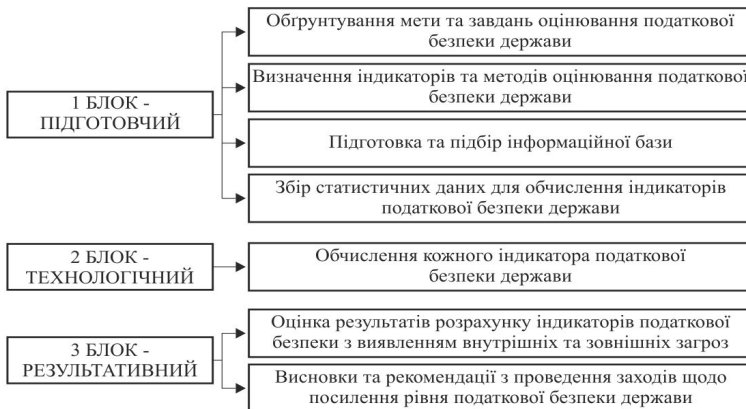 1 БЛОК -
ПІДГОТОВЧИЙ
Обґрунтування мети та завдань оцінювання податкової
безпеки держави
Визначення індикаторів та методів оцінювання податкової
безпеки держави
Підготовка та підбір інформаційної бази
Збір статистичних даних для обчислення індикаторів
податкової безпеки держави
2 БЛОК -
ТЕХНОЛОГІЧНИЙ
Обчислення кожного індикатора податкової
безпеки держави
3 БЛОК -
РЕЗУЛЬТАТИВНИЙ
Оцінка результатів розрахунку індикаторів податкової
безпеки з виявленням внутрішніх та зовнішніх загроз
Висновки та рекомендації з проведення заходів щодо
посилення рівня податкової безпеки держави